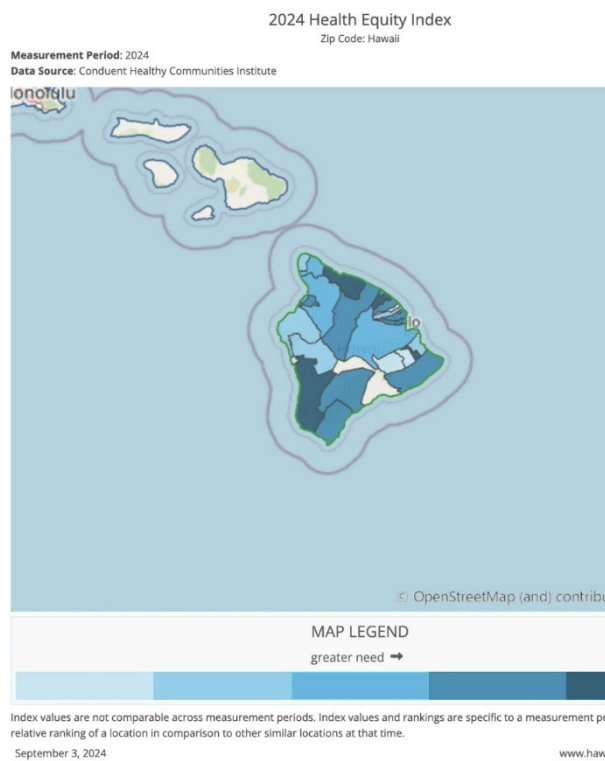 2024 Health Equity Index
Zip Code: Hawaii
Measurement Period: 2024
Data Source: Conduent Healthy Communities Institute
onolulu
lo
Hawaii
© OpenStreetMap (and) contribu
MAP LEGEND
greater need ➡
Index values are not comparable across measurement periods. Index values and rankings are specific to a measurement pe
relative ranking of a location in comparison to other similar locations at that time.
September 3, 2024
www.haw